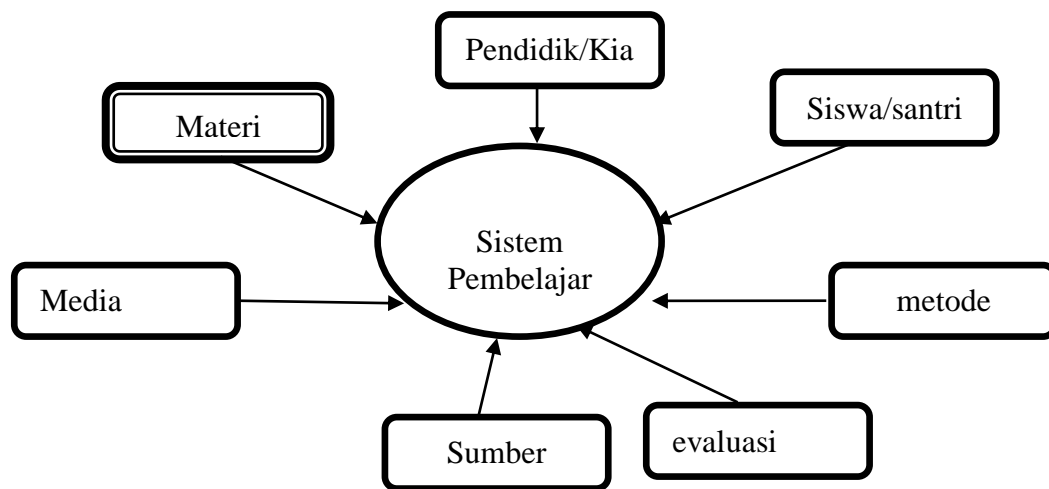 Pendidik/Kia
Materi
Siswa/santri
Sistem
Pembelajar
Media
metode
Sumber
evaluasi